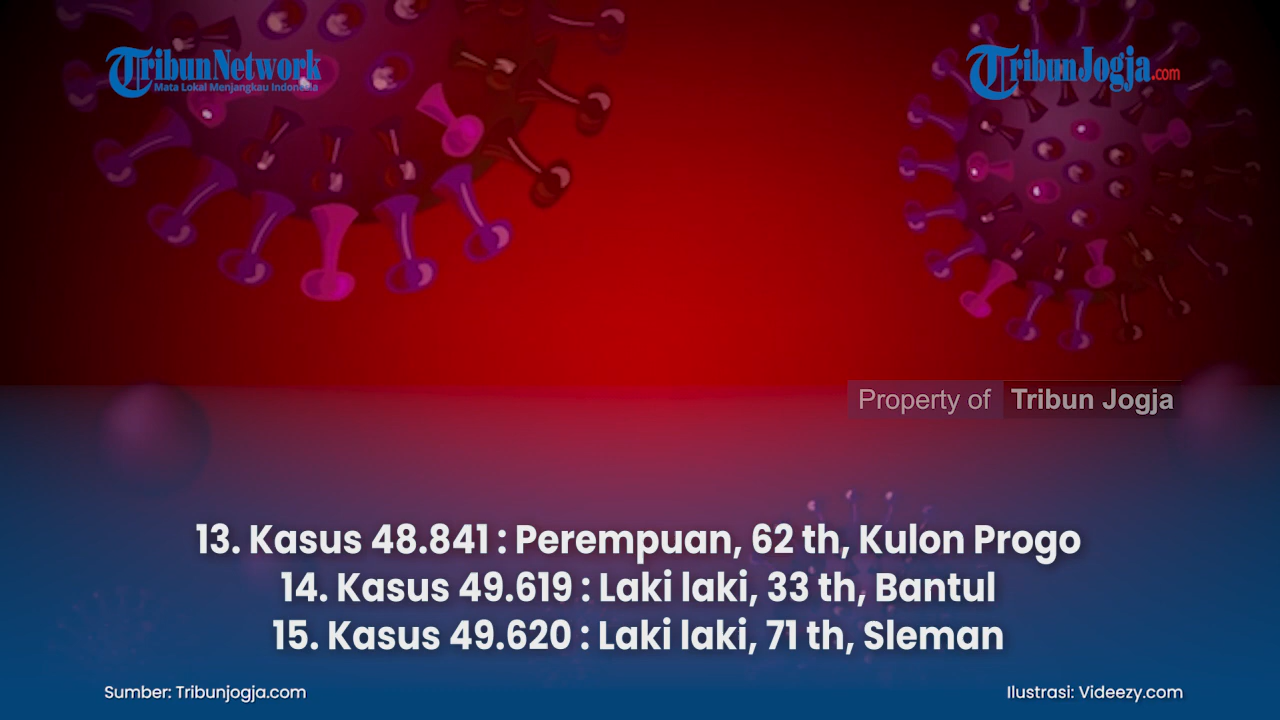 TribunNetwork
Mata Lokal Menjangkau Indonesia
TribunJogja.com
Property of Tribun Jogja
13. Kasus 48.841 : Perempuan, 62 th, Kulon Progo
14. Kasus 49.619 : Laki laki, 33 th, Bantul
15. Kasus 49.620 : Laki laki, 71 th, Sleman
Sumber: Tribunjogja.com
Ilustrasi: Videezy.com